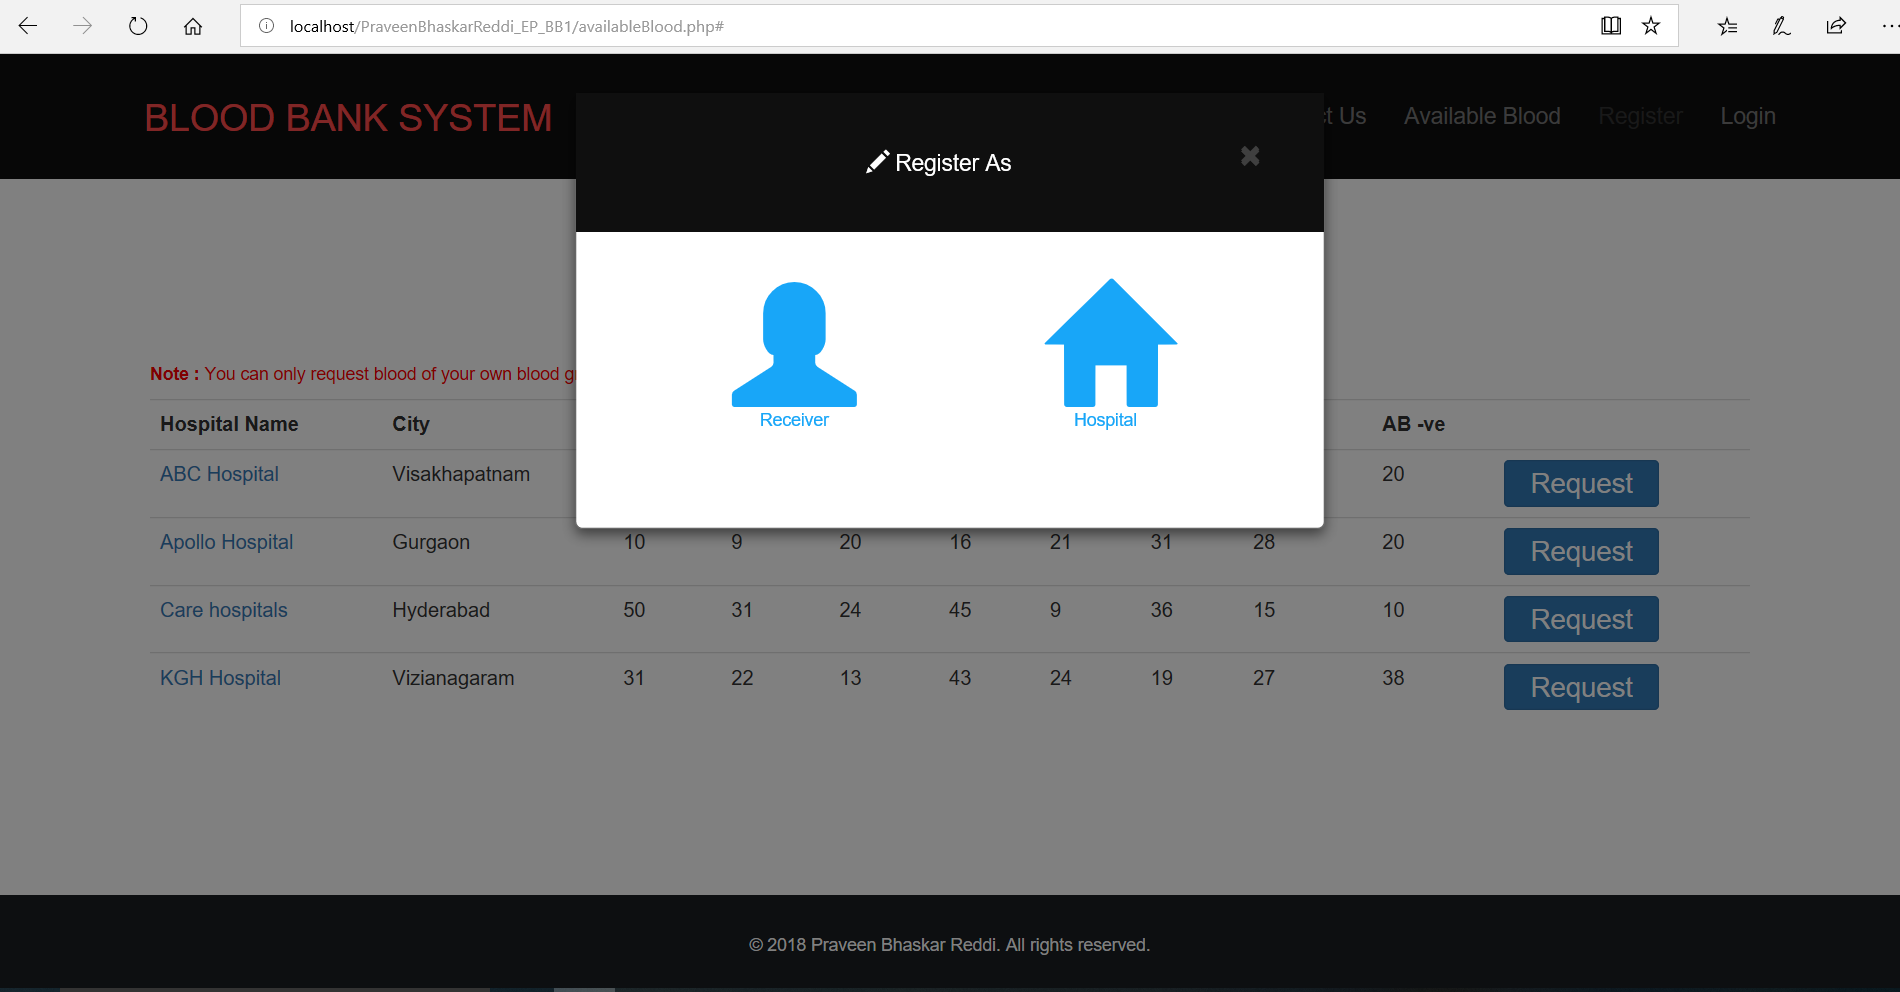 localhost/PraveenBhaskarReddi_EP_BB1/availableBlood.php#
BLOOD BANK SYSTEM
Us Available Blood Register Login
Register As
Receiver Hospital
Note : You can only request blood of your own blood
Hospital Name City AB -ve
ABC Hospital Visakhapatnam 20 Request
Apollo Hospital Gurgaon 10 9 20 16 21 31 28 20 Request
Care hospitals Hyderabad 50 31 24 45 9 36 15 10 Request
KGH Hospital Vizianagaram 31 22 13 43 24 19 27 38 Request
© 2018 Praveen Bhaskar Reddi. All rights reserved.